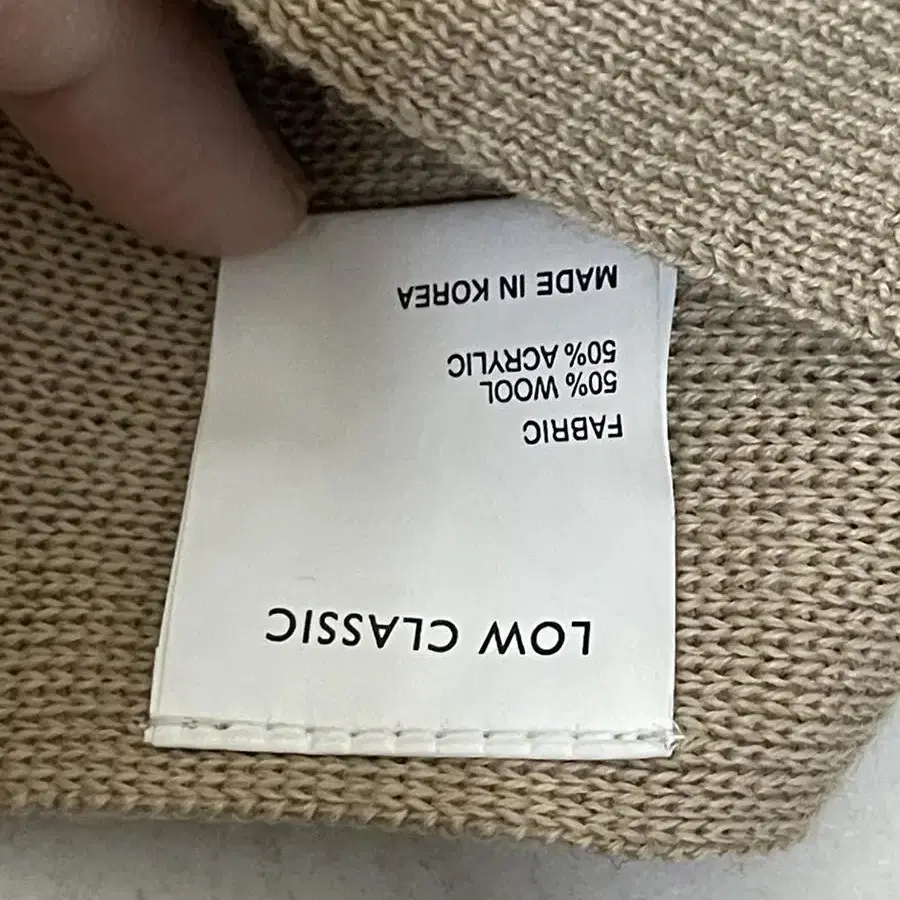 LOW CLASSIC
FABRIC
50% WOOL
50% ACRYLIC
MADE IN KOREA